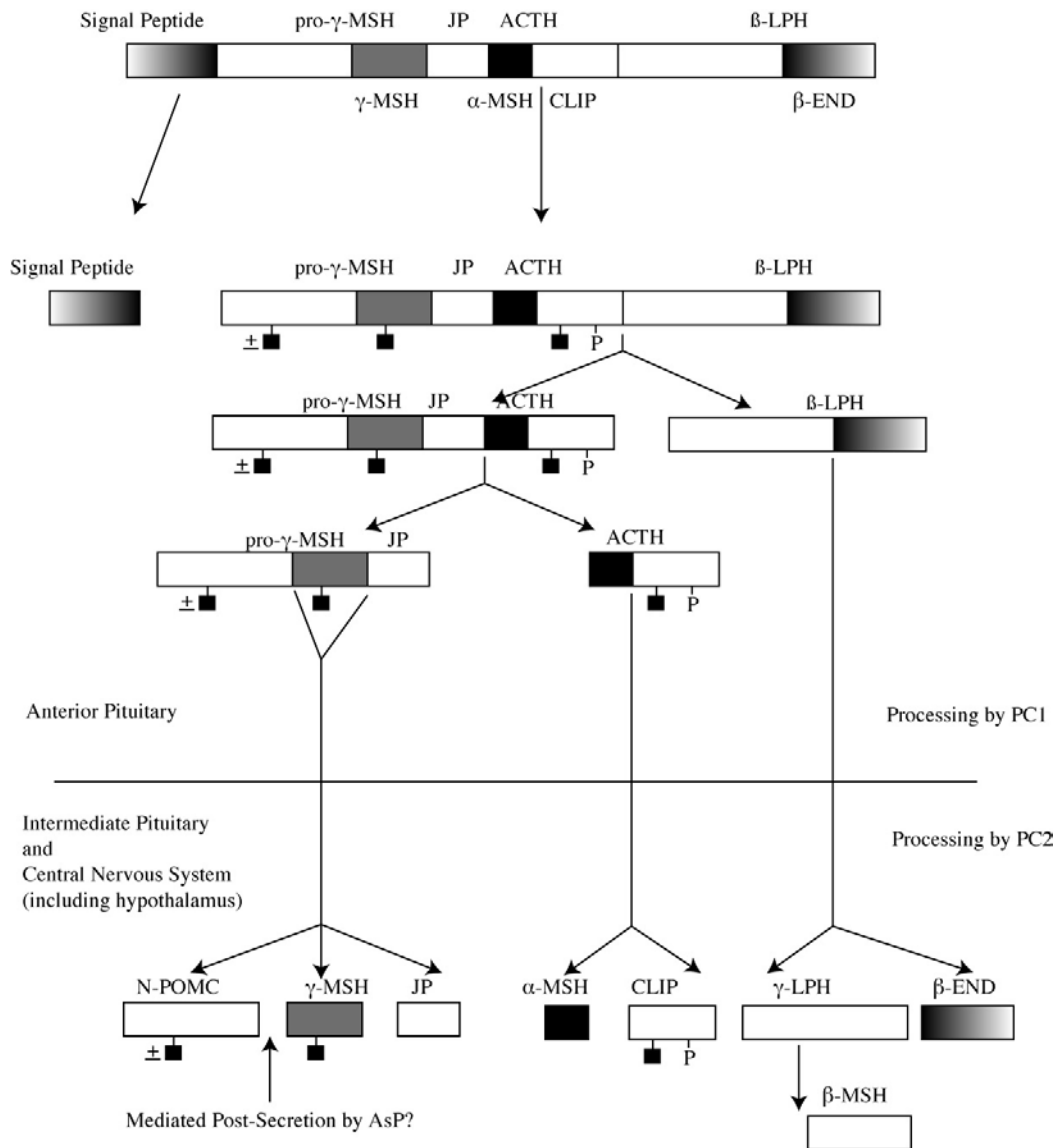 Signal Peptide pro-γ-MSH JP ACTH ß-LPH
γ-MSH α-MSH CLIP β-END
Signal Peptide pro-γ-MSH JP ACTH ß-LPH
± P
pro-γ-MSH JP ACTH ß-LPH
± P
pro-γ-MSH JP ACTH
± P
Anterior Pituitary Processing by PC1
Intermediate Pituitary
and
Central Nervous System
(including hypothalamus)
Processing by PC2
N-POMC γ-MSH JP α-MSH CLIP γ-LPH β-END
± P
Mediated Post-Secretion by AsP?
β-MSH